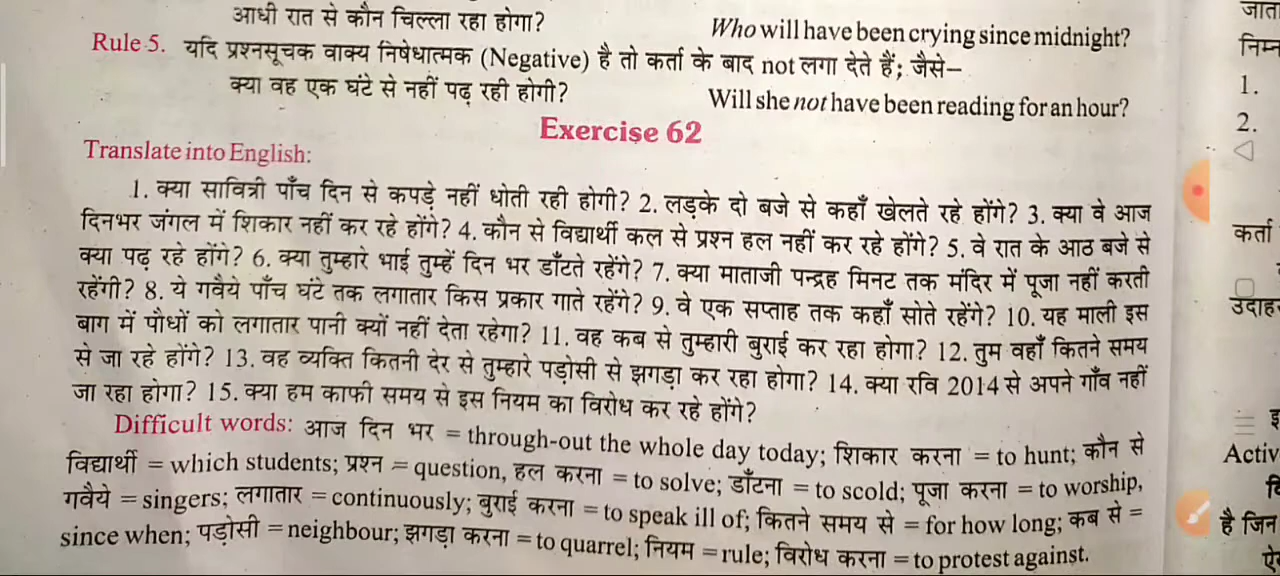 आधी रात से कौन चिल्ला रहा होगा? Who will have been crying since midnight?
Rule 5. यदि प्रश्नसूचक वाक्य निषेधात्मक (Negative) है तो कर्ता के बाद not लगा देते हैं; जैसे–
क्या वह एक घंटे से नहीं पढ़ रही होगी? Will she not have been reading for an hour?
Exercise 62
Translate into English:
1. क्या सावित्री पाँच दिन से कपड़े नहीं धोती रही होगी? 2. लड़के दो बजे से कहाँ खेलते रहे होंगे? 3. क्या वे आज
दिनभर जंगल में शिकार नहीं कर रहे होंगे? 4. कौन से विद्यार्थी कल से प्रश्न हल नहीं कर रहे होंगे? 5. वे रात के आठ बजे से
क्या पढ़ रहे होंगे? 6. क्या तुम्हारे भाई तुम्हें दिन भर डाँटते रहेंगे? 7. क्या माताजी पन्द्रह मिनट तक मंदिर में पूजा नहीं करती
रहेंगी? 8. ये गवैये पाँच घंटे तक लगातार किस प्रकार गाते रहेंगे? 9. वे एक सप्ताह तक कहाँ सोते रहेंगे? 10. यह माली इस
बाग में पौधों को लगातार पानी क्यों नहीं देता रहेगा? 11. वह कब से तुम्हारी बुराई कर रहा होगा? 12. तुम वहाँ कितने समय
से जा रहे होंगे? 13. वह व्यक्ति कितनी देर से तुम्हारे पड़ोसी से झगड़ा कर रहा होगा? 14. क्या रवि 2014 से अपने गाँव नहीं
जा रहा होगा? 15. क्या हम काफी समय से इस नियम का विरोध कर रहे होंगे?
Difficult words: आज दिन भर = through-out the whole day today; शिकार करना = to hunt; कौन से
विद्यार्थी = which students; प्रश्न = question, हल करना = to solve; डाँटना = to scold; पूजा करना = to worship,
गवैये = singers; लगातार = continuously; बुराई करना = to speak ill of; कितने समय से = for how long; कब से =
since when; पड़ोसी = neighbour; झगड़ा करना = to quarrel; नियम = rule; विरोध करना = to protest against.
जाता
निम्न
1.
2.
कर्ता
उदाह
Activ
है जिन